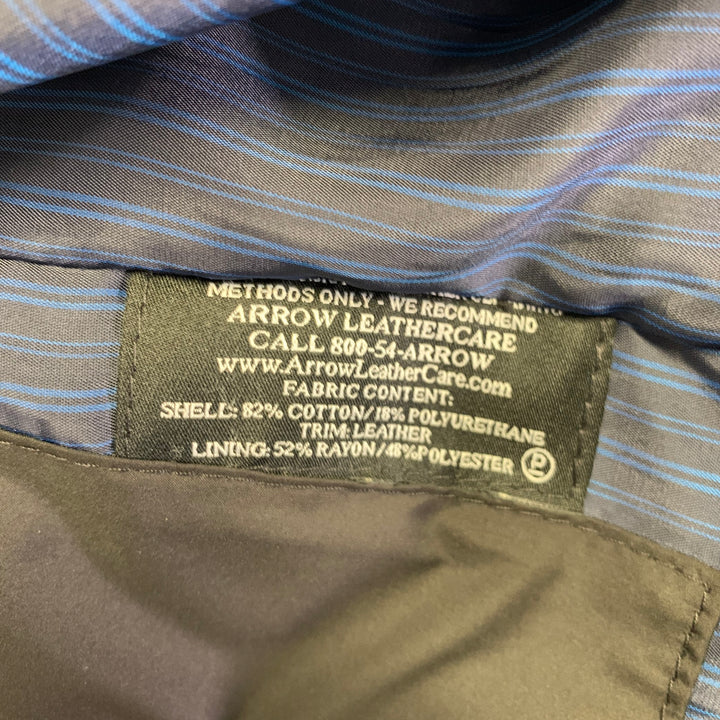 METHODS ONLY - WE RECOMMEND
ARROW LEATHERCARE
CALL 800-54-ARROW
www.ArrowLeatherCare.com
FABRIC CONTENT:
SHELL: 82% COTTON/18% POLYURETHANE
TRIM: LEATHER
LINING: 52% RAYON/48% POLYESTER P